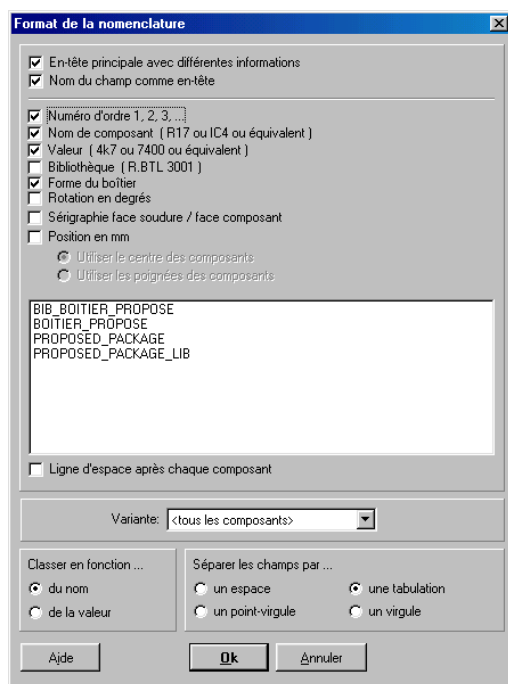 Format de la nomenclature
En-tête principale avec différentes informations
Nom du champ comme en-tête
Numéro d'ordre 1, 2, 3, ...
Nom de composant ( R17 ou IC4 ou équivalent )
Valeur ( 4k7 ou 7400 ou équivalent )
Bibliothèque ( R.BTL 3001 )
Forme du boîtier
Rotation en degrés
Sérigraphie face soudure / face composant
Position en mm
Utiliser le centre des composants
Utiliser les poignées des composants
BIB_BOITIER_PROPOSE
BOITIER_PROPOSE
PROPOSED_PACKAGE
PROPOSED_PACKAGE_LIB
Ligne d'espace après chaque composant
Variante: <tous les composants>
Classer en fonction ...
du nom
de la valeur
Séparer les champs par ...
un espace
une tabulation
un point-virgule
un virgule
Aide
Ok
Annuler